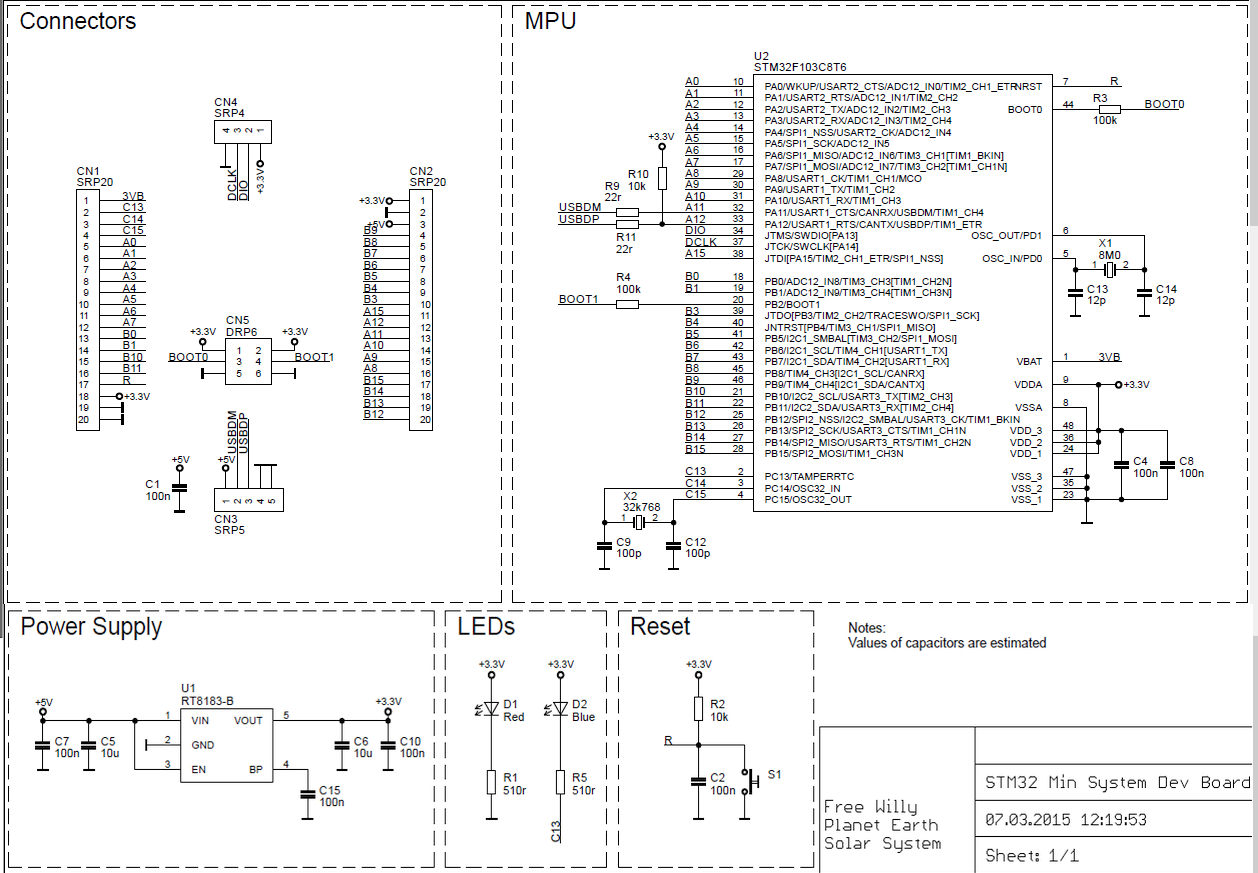 Connectors
CN4
SRP4
4 3 2 1
DCLK
DIO
+3.3V
CN1
SRP20
1 3VB
2 C13
3 C14
4 C15
5 A0
6 A1
7 A2
8 A3
9 A4
10 A5
11 A6
12 A7
13 B0
14 B1
15 B10
16 B11
17 R
18 +3.3V
19
20
CN2
SRP20
+3.3V 1
2
+5V 3
B9 4
B8 5
B7 6
B6 7
B5 8
B4 9
B3 10
A15 11
A12 12
A11 13
A10 14
A9 15
A8 16
B15 17
B14 18
B13 19
B12 20
CN5
DRP6
+3.3V +3.3V
1 2
BOOT0 3 4 BOOT1
5 6
USBDM
USBDP
+5V +5V
C1
100n
1 2 3 4 5
CN3
SRP5
MPU
U2
STM32F103C8T6
A0 10 PA0/WKUP/USART2_CTS/ADC12_IN0/TIM2_CH1_ETR
A1 11 PA1/USART2_RTS/ADC12_IN1/TIM2_CH2
A2 12 PA2/USART2_TX/ADC12_IN2/TIM2_CH3
A3 13 PA3/USART2_RX/ADC12_IN3/TIM2_CH4
A4 14 PA4/SPI1_NSS/USART2_CK/ADC12_IN4
A5 15 PA5/SPI1_SCK/ADC12_IN5
A6 16 PA6/SPI1_MISO/ADC12_IN6/TIM3_CH1[TIM1_BKIN]
A7 17 PA7/SPI1_MOSI/ADC12_IN7/TIM3_CH2[TIM1_CH1N]
A8 29 PA8/USART1_CK/TIM1_CH1/MCO
A9 30 PA9/USART1_TX/TIM1_CH2
A10 31 PA10/USART1_RX/TIM1_CH3
A11 32 PA11/USART1_CTS/CANRX/USBDM/TIM1_CH4
A12 33 PA12/USART1_RTS/CANTX/USBDP/TIM1_ETR
DIO 34 JTMS/SWDIO[PA13]
DCLK 37 JTCK/SWCLK[PA14]
A15 38 JTDI[PA15/TIM2_CH1_ETR/SPI1_NSS]
B0 18 PB0/ADC12_IN8/TIM3_CH3[TIM1_CH2N]
B1 19 PB1/ADC12_IN9/TIM3_CH4[TIM1_CH3N]
20 PB2/BOOT1
B3 39 JTDO[PB3/TIM2_CH2/TRACESWO/SPI1_SCK]
B4 40 JNTRST[PB4/TIM3_CH1/SPI1_MISO]
B5 41 PB5/I2C1_SMBAL[TIM3_CH2/SPI1_MOSI]
B6 42 PB6/I2C1_SCL/TIM4_CH1[USART1_TX]
B7 43 PB7/I2C1_SDA/TIM4_CH2[USART1_RX]
B8 45 PB8/TIM4_CH3[I2C1_SCL/CANRX]
B9 46 PB9/TIM4_CH4[I2C1_SDA/CANTX]
B10 21 PB10/I2C2_SCL/USART3_TX[TIM2_CH3]
B11 22 PB11/I2C2_SDA/USART3_RX[TIM2_CH4]
B12 25 PB12/SPI2_NSS/I2C2_SMBAL/USART3_CK/TIM1_BKIN
B13 26 PB13/SPI2_SCK/USART3_CTS/TIM1_CH1N
B14 27 PB14/SPI2_MISO/USART3_RTS/TIM1_CH2N
B15 28 PB15/SPI2_MOSI/TIM1_CH3N
C13 2 PC13/TAMPERRTC
C14 3 PC14/OSC32_IN
C15 4 PC15/OSC32_OUT
+3.3V
R10
10k
R9
22r
USBDM
USBDP
R11
22r
R4
100k
BOOT1
X2
32k768
1 2
C9
100p
C12
100p
NRST 7 R
BOOT0 44 R3 BOOT0
100k
OSC_OUT/PD1 6
OSC_IN/PD0 5
X1
8M0
1 2
C13
12p
C14
12p
VBAT 1 3VB
VDDA 9 +3.3V
VSSA 8
VDD_3 48
VDD_2 36
VDD_1 24
VSS_3 47
VSS_2 35
VSS_1 23
C4
100n
C8
100n
Power Supply
U1
RT8183-B
+5V
+3.3V
1 VIN VOUT 5
2 GND
3 EN BP 4
C7
100n
C5
10u
C6
10u
C10
100n
C15
100n
LEDs
+3.3V +3.3V
D1
Red
D2
Blue
R1
510r
R5
510r
C13
Reset
+3.3V
R2
10k
R
C2
100n
S1
Notes:
Values of capacitors are estimated
Free Willy
Planet Earth
Solar System
STM32 Min System Dev Board
07.03.2015 12:19:53
Sheet: 1/1